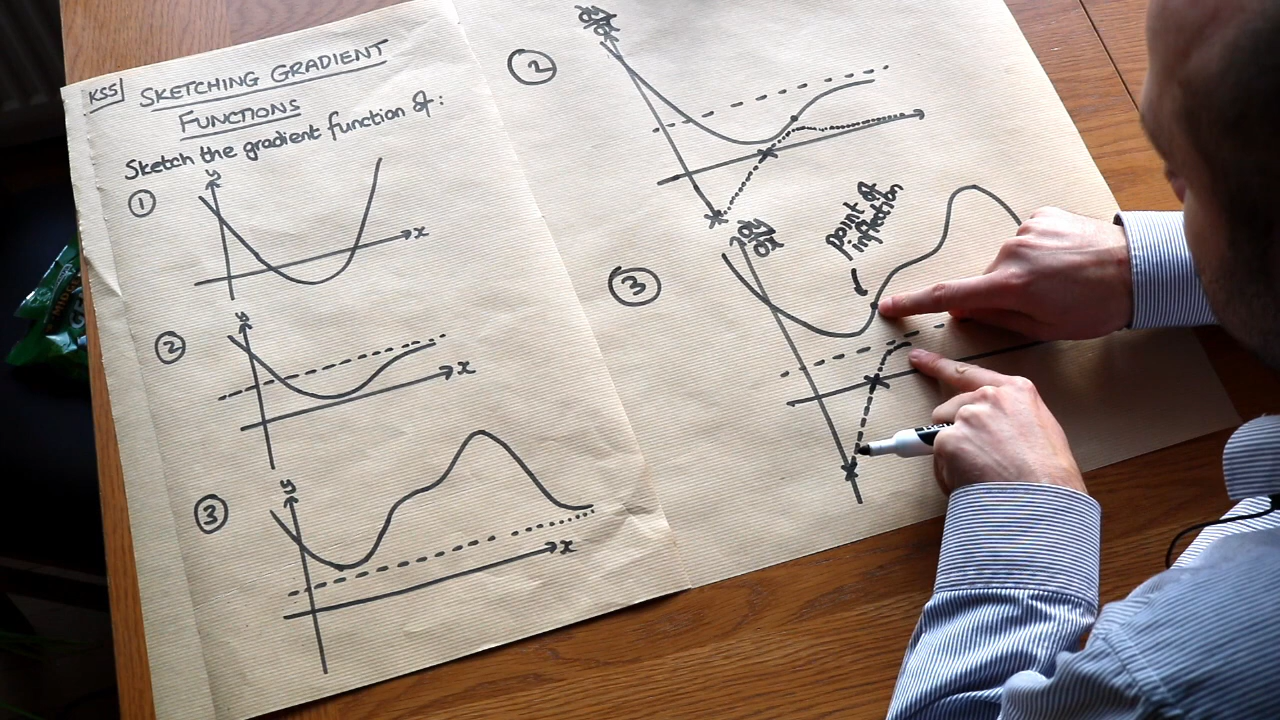 KS5
SKETCHING GRADIENT
FUNCTIONS
Sketch the gradient function of:
1
y
x
2
y
x
3
y
x
2
dy/dx
3
dy/dx
point of
inflection